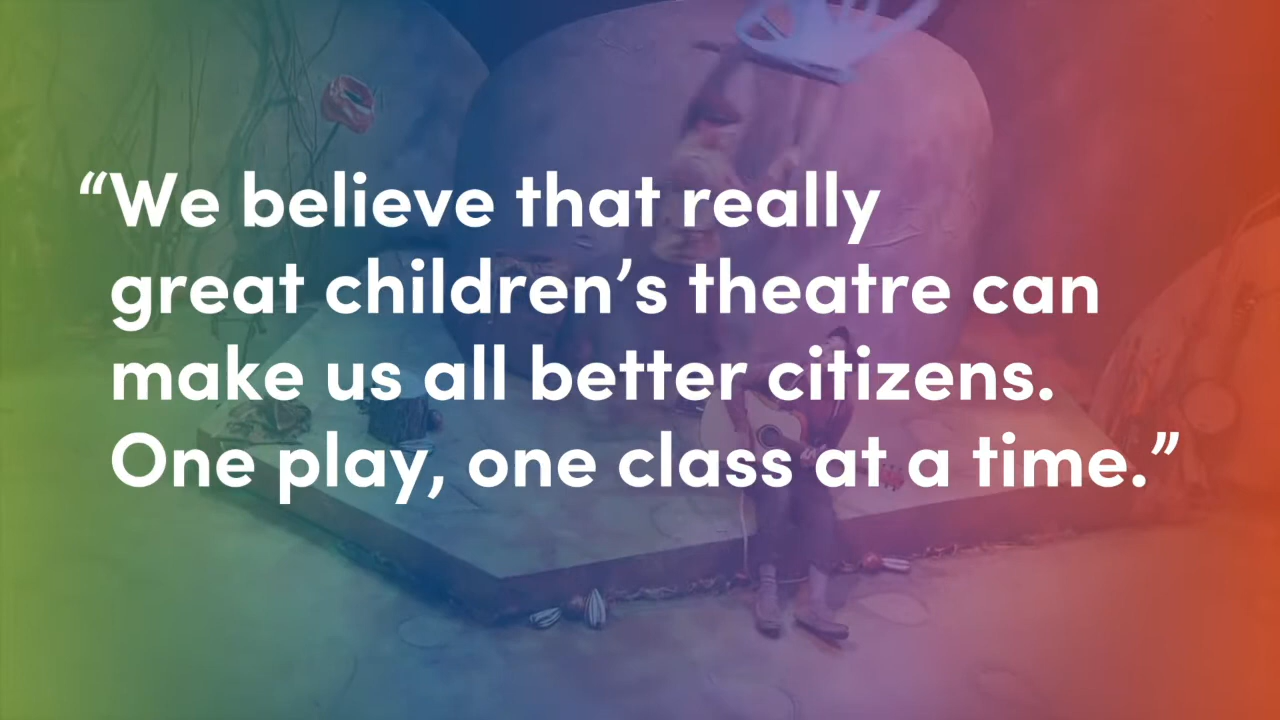 “We believe that really
great children’s theatre can
make us all better citizens.
One play, one class at a time.”